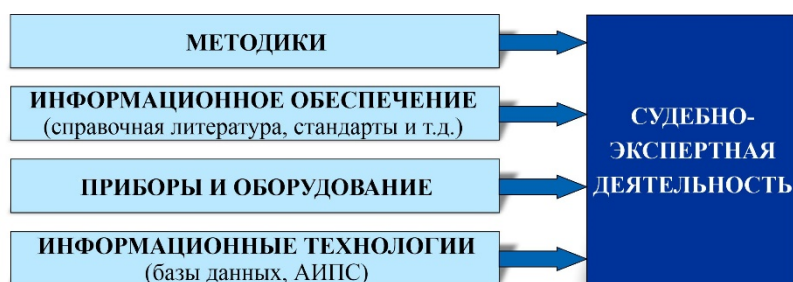 МЕТОДИКИ
ИНФОРМАЦИОННОЕ ОБЕСПЕЧЕНИЕ
(справочная литература, стандарты и т.д.)
ПРИБОРЫ И ОБОРУДОВАНИЕ
ИНФОРМАЦИОННЫЕ ТЕХНОЛОГИИ
(базы данных, АИПС)
СУДЕБНО-
ЭКСПЕРТНАЯ
ДЕЯТЕЛЬНОСТЬ